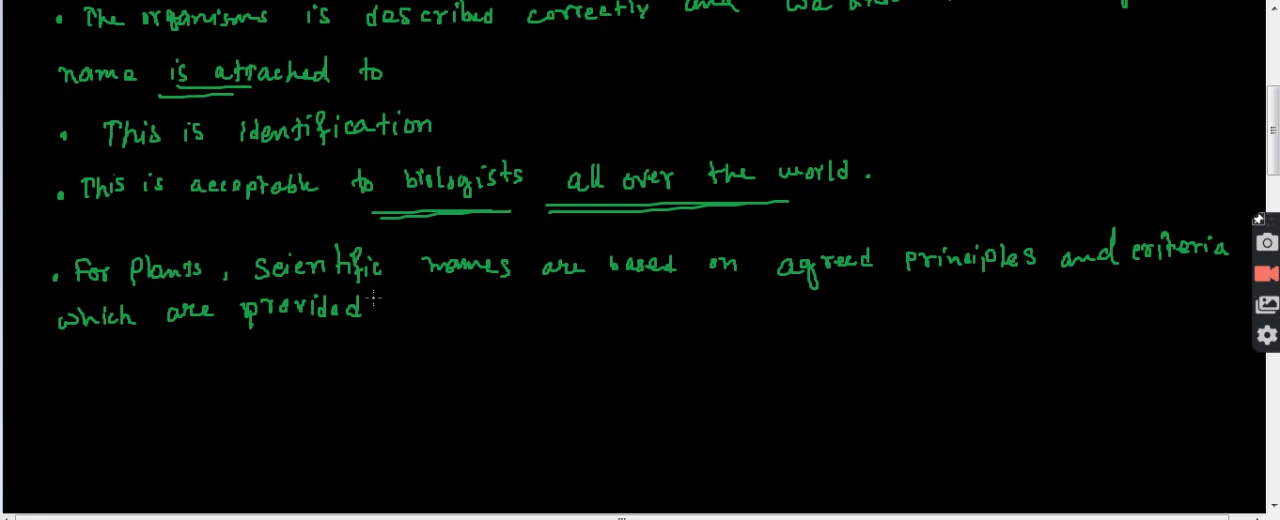 • The organisms is described correctly and
name is attached to
• This is identification
• This is acceptable to biologists all over the world.
• For Plants, Scientific names are based on agreed principles and criteria
which are provided